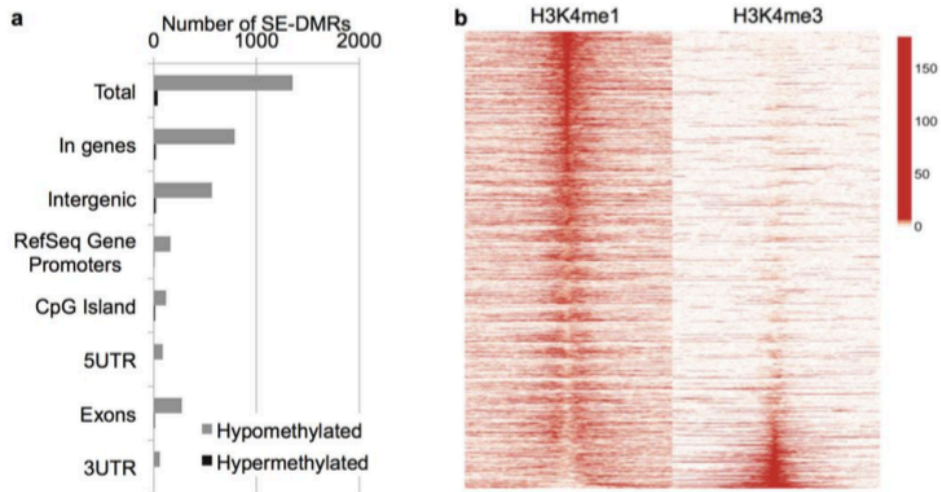 a
Number of SE-DMRs
0 1000 2000
Total
In genes
Intergenic
RefSeq Gene
Promoters
CpG Island
5UTR
Exons
3UTR
Hypomethylated
Hypermethylated
b
H3K4me1 H3K4me3
150
100
50
0